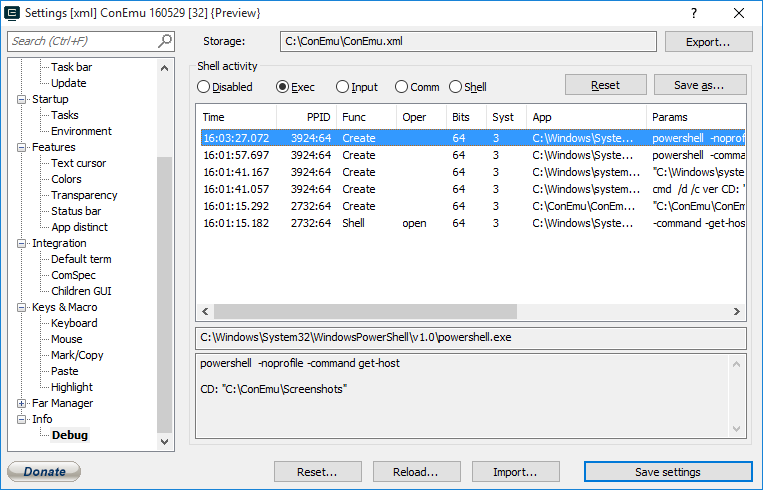 Settings [xml] ConEmu 160529 [32] {Preview}
Search (Ctrl+F)
Task bar
Update
Startup
Tasks
Environment
Features
Text cursor
Colors
Transparency
Status bar
App distinct
Integration
Default term
ComSpec
Children GUI
Keys & Macro
Keyboard
Mouse
Mark/Copy
Paste
Highlight
Far Manager
Info
Debug
Storage: C:\ConEmu\ConEmu.xml Export...
Shell activity
Disabled Exec Input Comm Shell Reset Save as...
Time PPID Func Oper Bits Syst App Params
16:03:27.072 3924:64 Create 64 3 C:\Windows\System... powershell -noprof
16:01:57.697 3924:64 Create 64 3 C:\Windows\Syste... powershell -comma
16:01:41.167 3924:64 Create 64 3 C:\Windows\system... "C:\Windows\syste
16:01:41.057 3924:64 Create 64 3 C:\Windows\system... cmd /d /c ver CD: "
16:01:15.292 2732:64 Create 64 3 C:\ConEmu\ConEm... "C:\ConEmu\ConEm
16:01:15.182 2732:64 Shell open 64 3 C:\Windows\Syste... -command -get-hos
C:\Windows\System32\WindowsPowerShell\v1.0\powershell.exe
powershell -noprofile -command get-host
CD: "C:\ConEmu\Screenshots"
Donate Reset... Reload... Import... Save settings